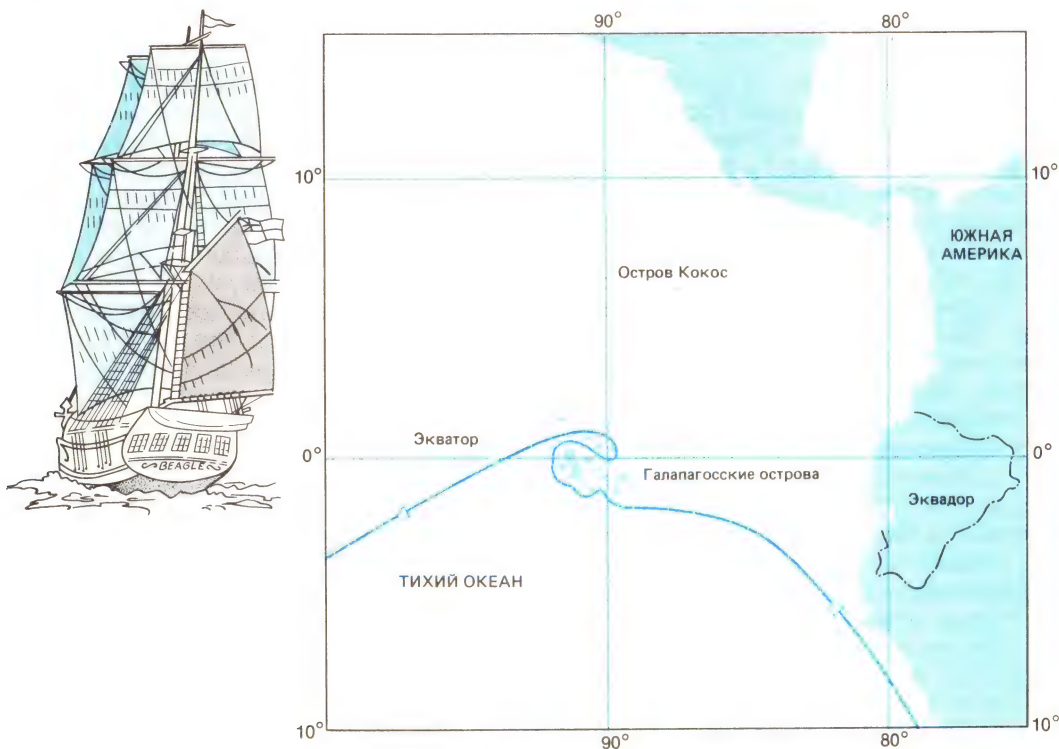 90°
80°
10°
10°
ЮЖНАЯ
АМЕРИКА
Остров Кокос
Экватор
0°
0°
Галапагосские острова
Эквадор
BEAGLE
ТИХИЙ ОКЕАН
10°
10°
90°
80°